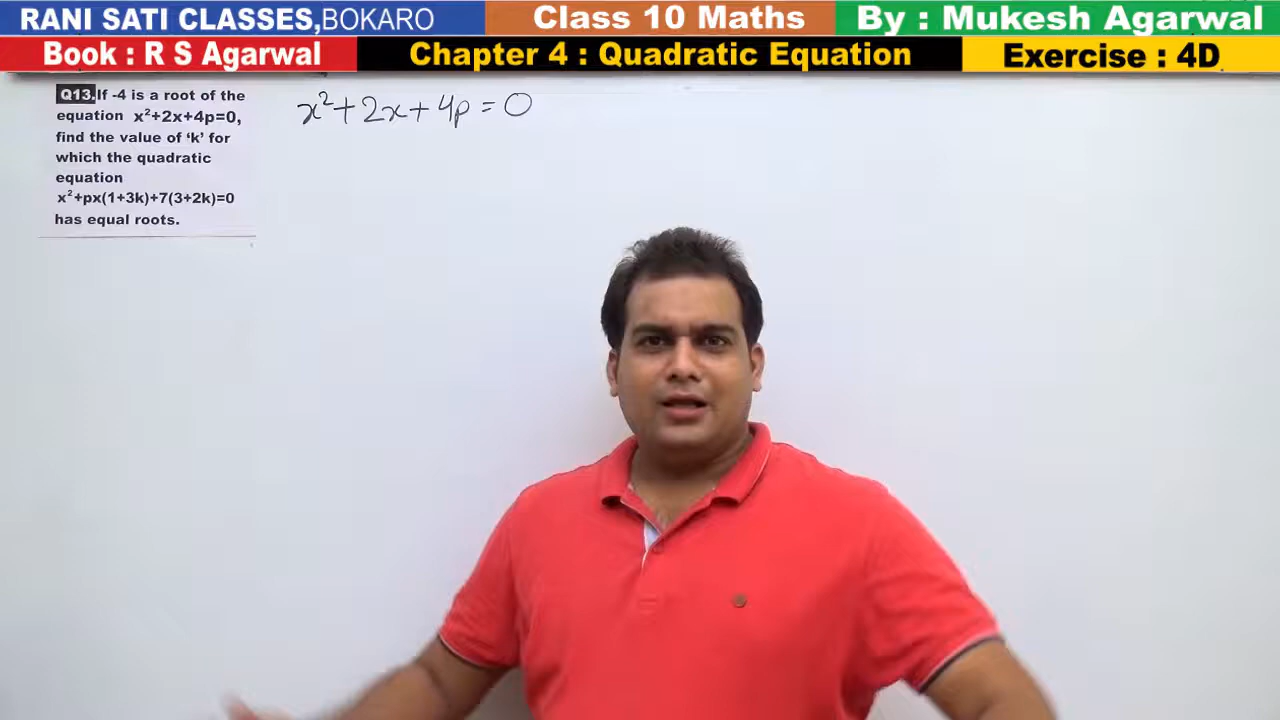 RANI SATI CLASSES,BOKARO
Class 10 Maths
By : Mukesh Agarwal
Book : R S Agarwal
Chapter 4 : Quadratic Equation
Exercise : 4D
Q13.If -4 is a root of the
equation x²+2x+4p=0,
find the value of ‘k’ for
which the quadratic
equation
x²+px(1+3k)+7(3+2k)=0
has equal roots.
x²+2x+4p=0